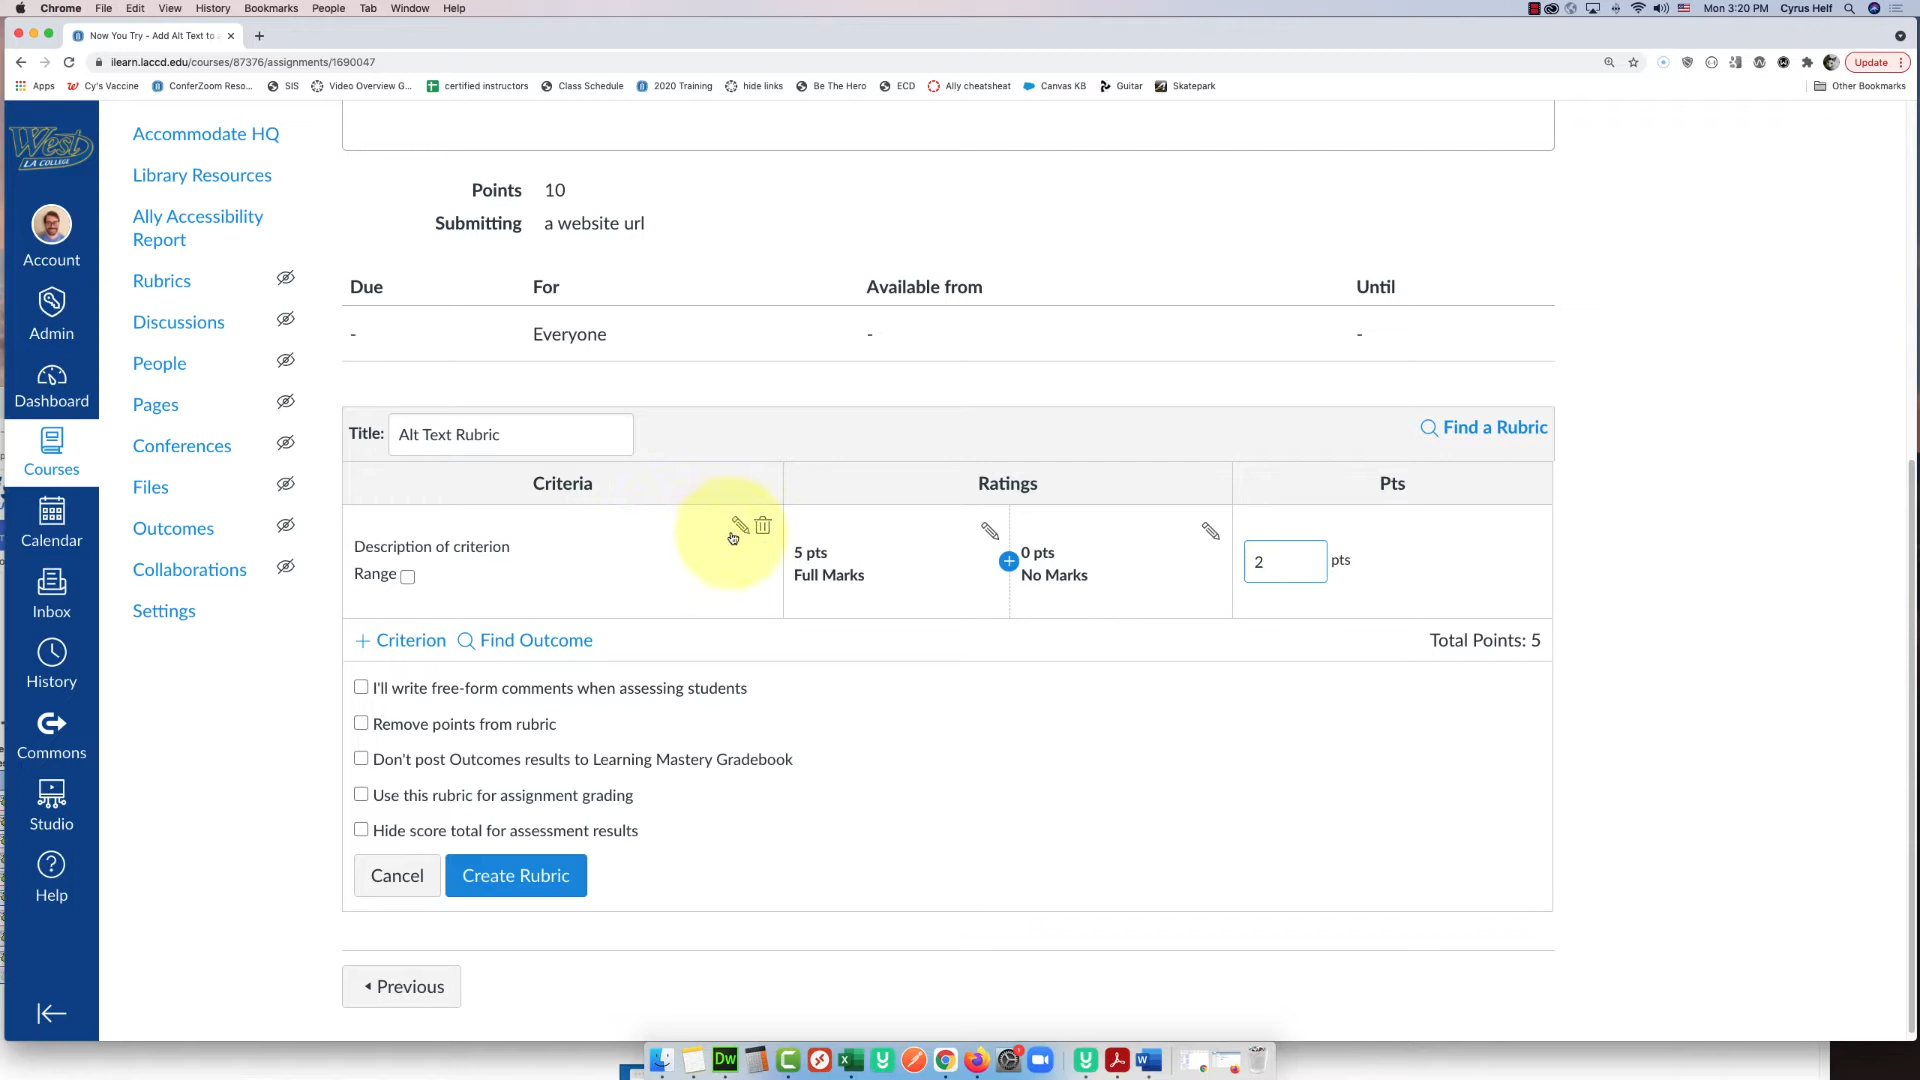 Chrome File Edit View History Bookmarks People Tab Window Help Mon 3:20 PM Cyrus Helf
Now You Try - Add Alt Text to
ilearn.laccd.edu/courses/87376/assignments/1690047 Update
Apps Cy's Vaccine ConferZoom Reso... SIS Video Overview G... certified instructors Class Schedule 2020 Training hide links Be The Hero ECD Ally cheatsheet Canvas KB Guitar Skatepark Other Bookmarks
West
LA COLLEGE
Account
Admin
Dashboard
Courses
Calendar
Inbox
History
Commons
Studio
Help
Accommodate HQ
Library Resources
Ally Accessibility
Report
Rubrics
Discussions
People
Pages
Conferences
Files
Outcomes
Collaborations
Settings
Points 10
Submitting a website url
Due For Available from Until
- Everyone - -
Title: Alt Text Rubric Find a Rubric
Criteria Ratings Pts
Description of criterion
Range
5 pts
Full Marks
0 pts
No Marks
2 pts
+ Criterion Find Outcome Total Points: 5
I'll write free-form comments when assessing students
Remove points from rubric
Don't post Outcomes results to Learning Mastery Gradebook
Use this rubric for assignment grading
Hide score total for assessment results
Cancel Create Rubric
Previous
Dw